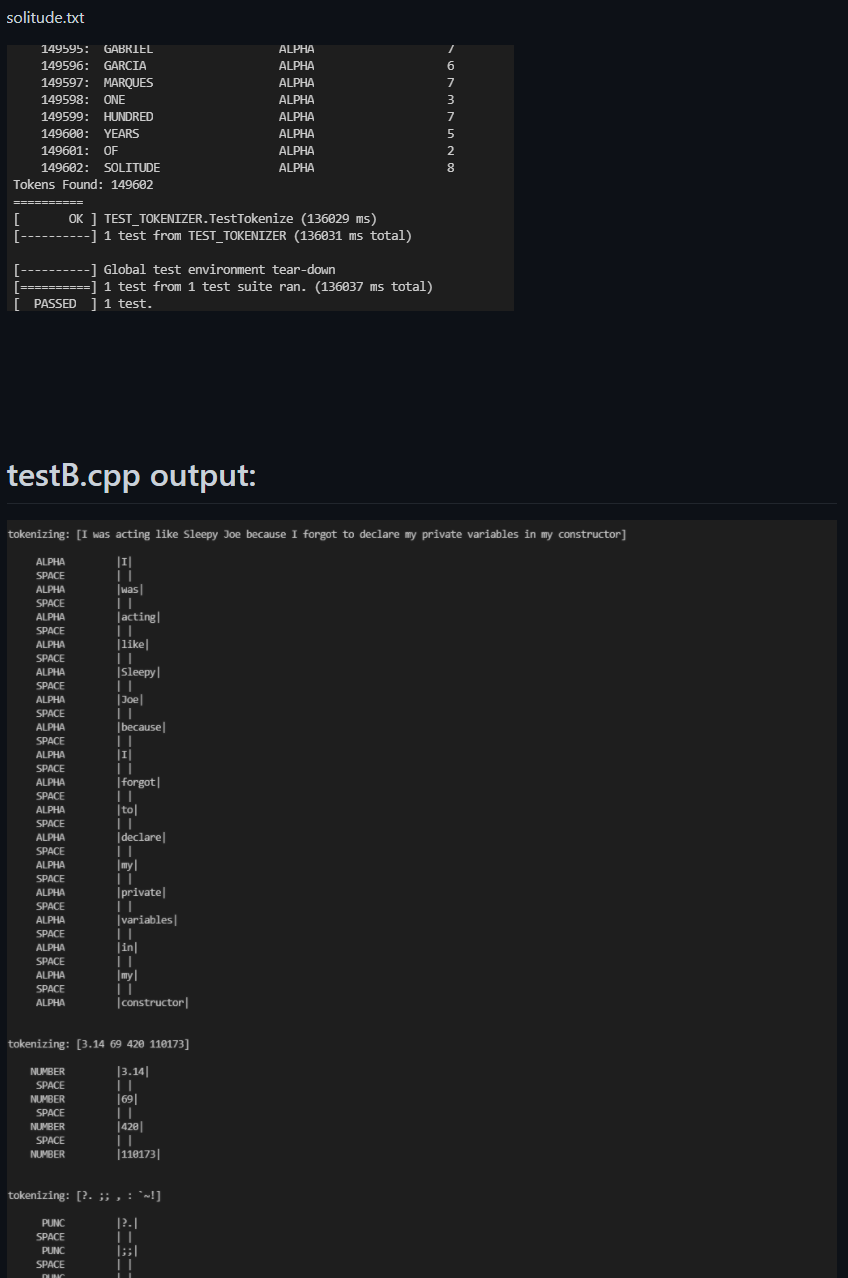 solitude.txt
149595: GABRIEL ALPHA 7
149596: GARCIA ALPHA 6
149597: MARQUES ALPHA 7
149598: ONE ALPHA 3
149599: HUNDRED ALPHA 7
149600: YEARS ALPHA 5
149601: OF ALPHA 2
149602: SOLITUDE ALPHA 8
Tokens Found: 149602
==========
[       OK ] TEST_TOKENIZER.TestTokenize (136029 ms)
[----------] 1 test from TEST_TOKENIZER (136031 ms total)
[----------] Global test environment tear-down
[==========] 1 test from 1 test suite ran. (136037 ms total)
[  PASSED  ] 1 test.
testB.cpp output:
tokenizing: [I was acting like Sleepy Joe because I forgot to declare my private variables in my constructor]
ALPHA |I|
SPACE | |
ALPHA |was|
SPACE | |
ALPHA |acting|
SPACE | |
ALPHA |like|
SPACE | |
ALPHA |Sleepy|
SPACE | |
ALPHA |Joe|
SPACE | |
ALPHA |because|
SPACE | |
ALPHA |I|
SPACE | |
ALPHA |forgot|
SPACE | |
ALPHA |to|
SPACE | |
ALPHA |declare|
SPACE | |
ALPHA |my|
SPACE | |
ALPHA |private|
SPACE | |
ALPHA |variables|
SPACE | |
ALPHA |in|
SPACE | |
ALPHA |my|
SPACE | |
ALPHA |constructor|
tokenizing: [3.14 69 420 110173]
NUMBER |3.14|
SPACE | |
NUMBER |69|
SPACE | |
NUMBER |420|
SPACE | |
NUMBER |110173|
tokenizing: [?. ;; , : `~!]
PUNC |?.|
SPACE | |
PUNC |;;|
SPACE | |
PUNC | |